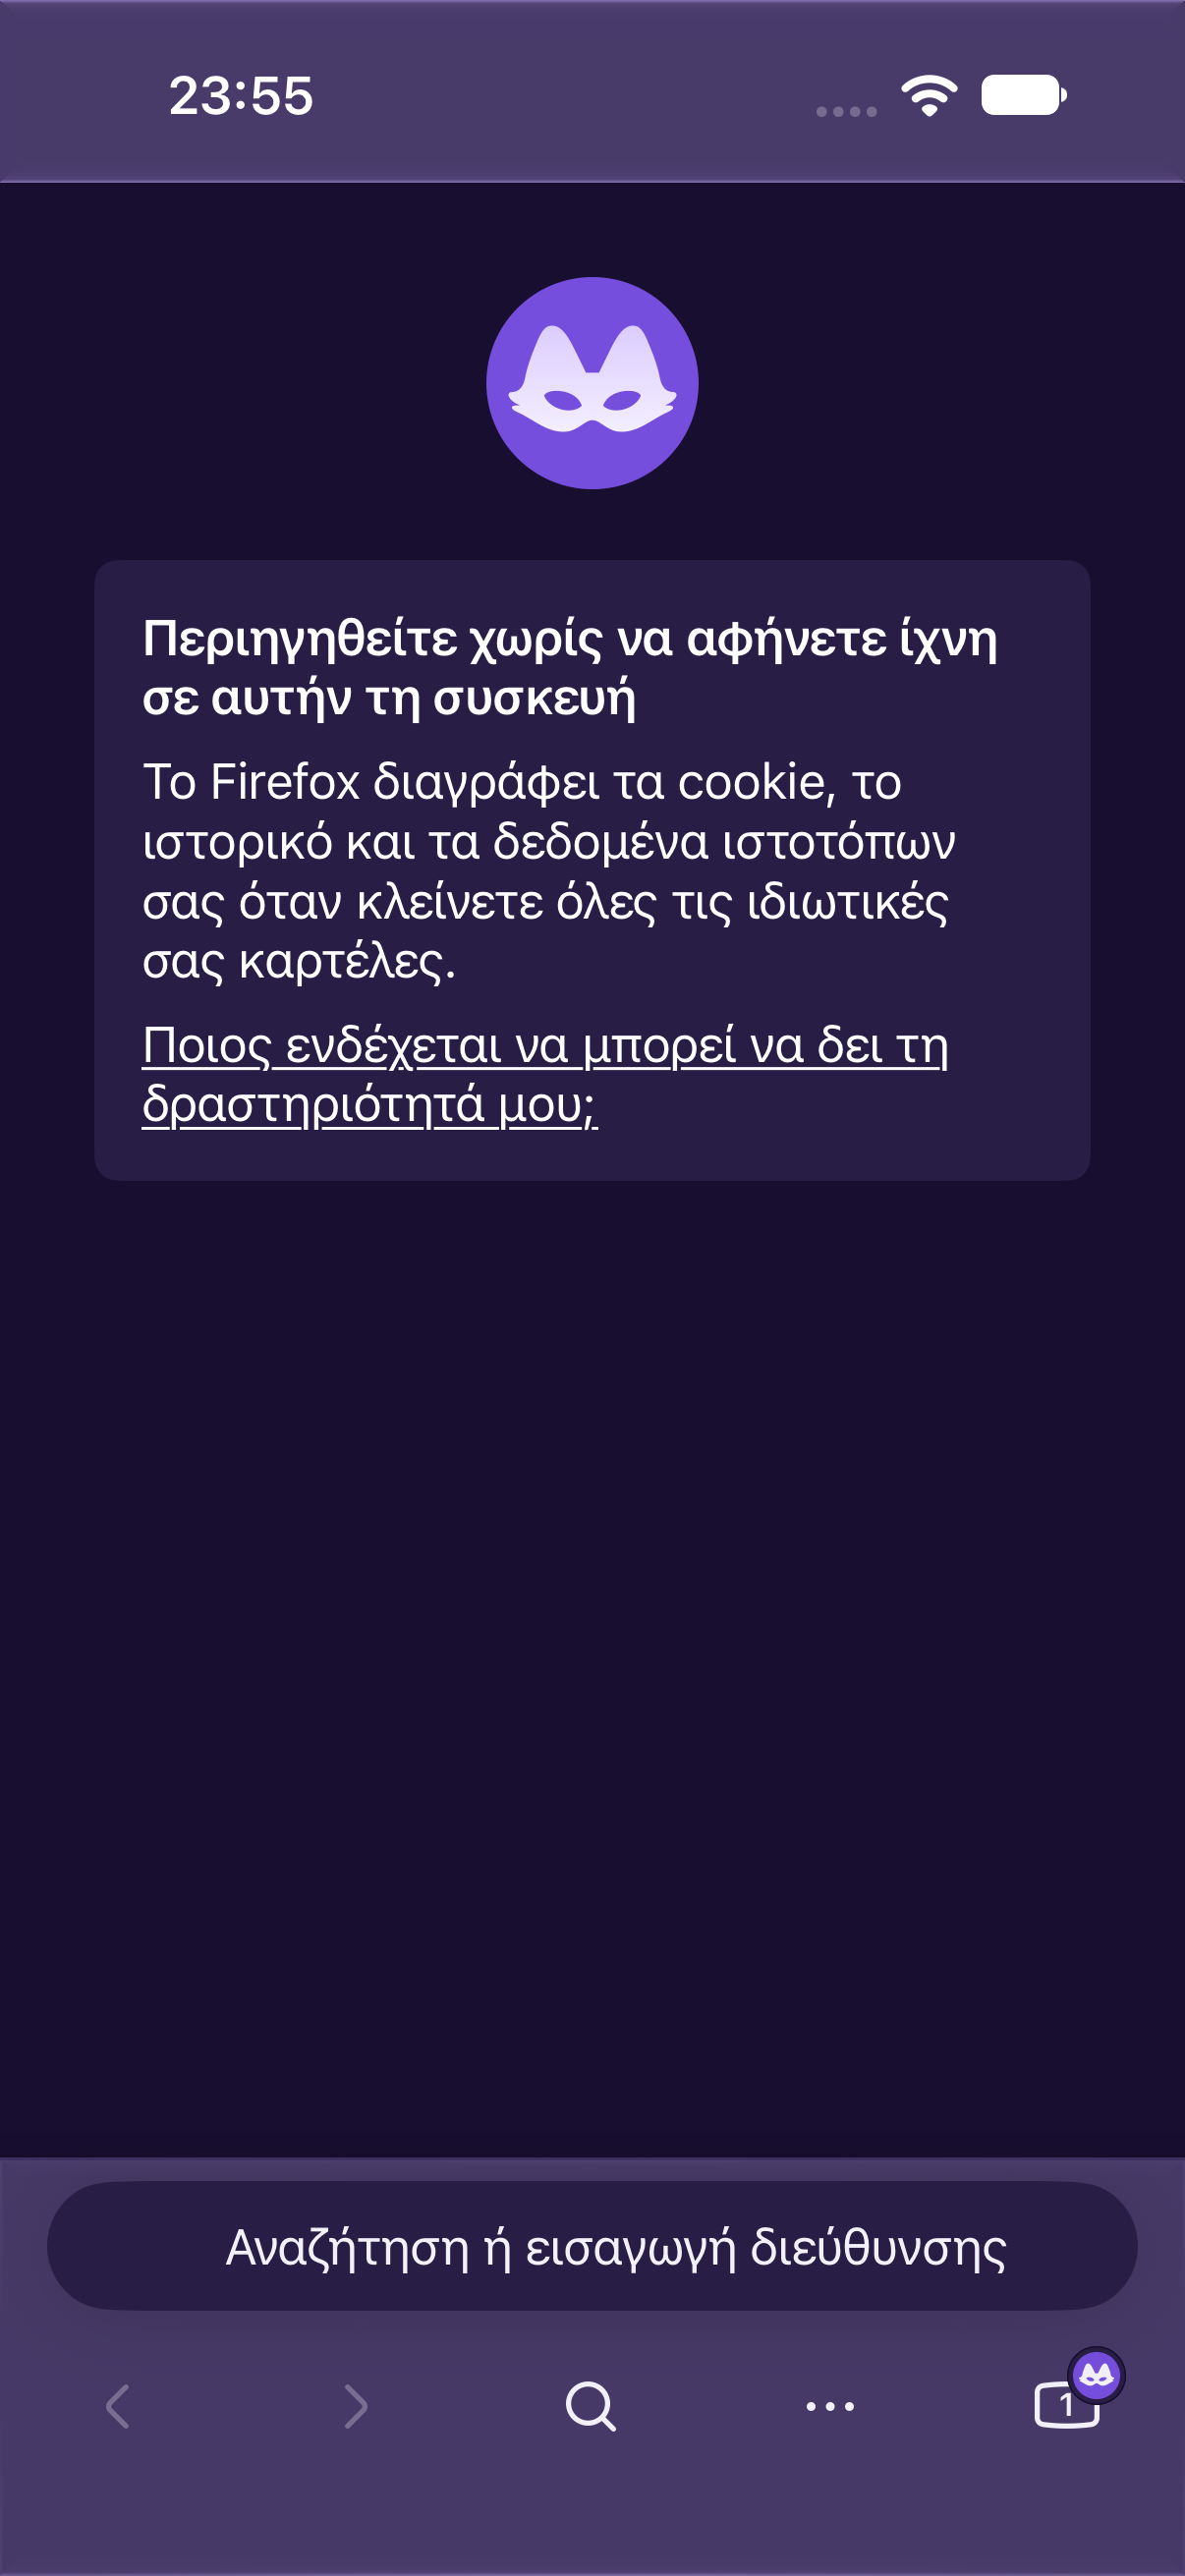 23:55
Περιηγηθείτε χωρίς να αφήνετε ίχνη
σε αυτήν τη συσκευή
Το Firefox διαγράφει τα cookie, το
ιστορικό και τα δεδομένα ιστοτόπων
σας όταν κλείνετε όλες τις ιδιωτικές
σας καρτέλες.
Ποιος ενδέχεται να μπορεί να δει τη
δραστηριότητά μου;
Αναζήτηση ή εισαγωγή διεύθυνσης
1